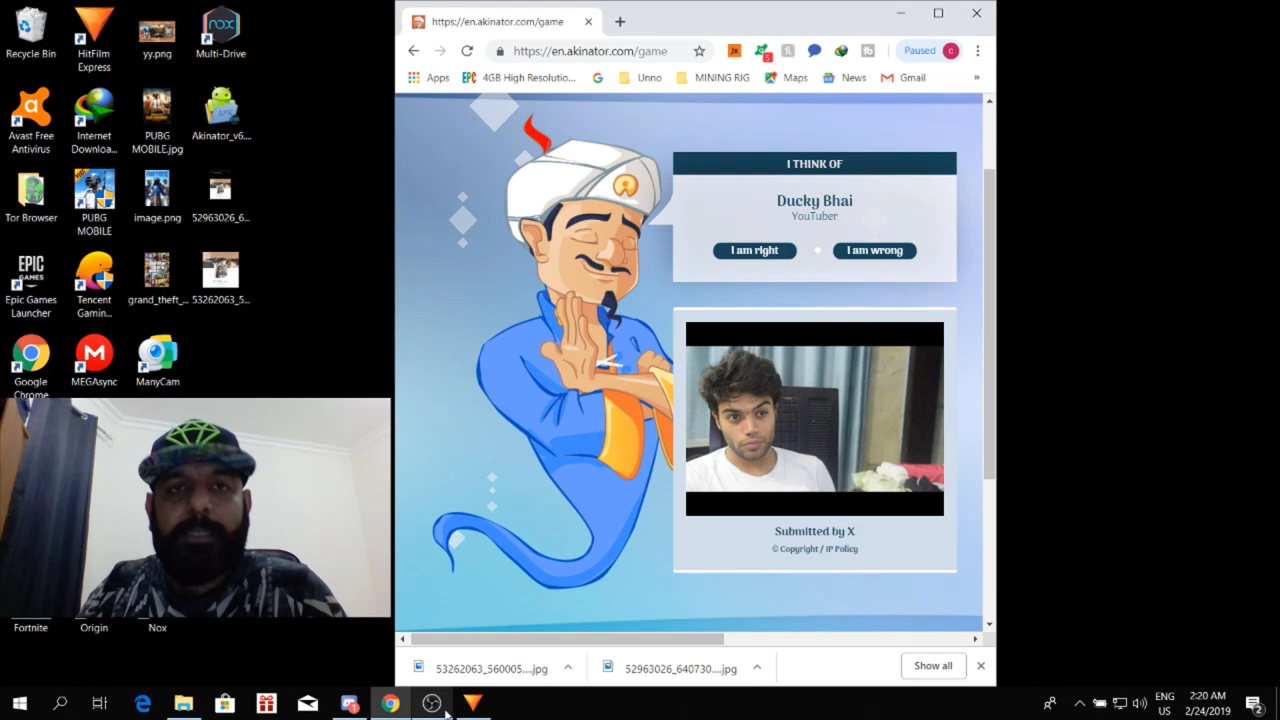 Recycle Bin
HitFilm
Express
yy.png
Multi-Drive
Avast Free
Antivirus
Internet
Downloa...
PUBG
MOBILE.jpg
Akinator_v6....
Tor Browser
PUBG
MOBILE
image.png
52963026_6...
Epic Games
Launcher
Tencent
Gamin...
grand_theft_...
53262063_5...
Google
Chrome
MEGAsync
ManyCam
Fortnite
Origin
Nox
https://en.akinator.com/game
https://en.akinator.com/game
Paused
c
Apps
EPC 4GB High Resolutio...
Unno
MINING RIG
Maps
News
Gmail
»
I THINK OF
Ducky Bhai
YouTuber
I am right
I am wrong
Submitted by X
© Copyright / IP Policy
53262063_560005....jpg
52963026_640730....jpg
Show all
ENG
US
2:20 AM
2/24/2019
2